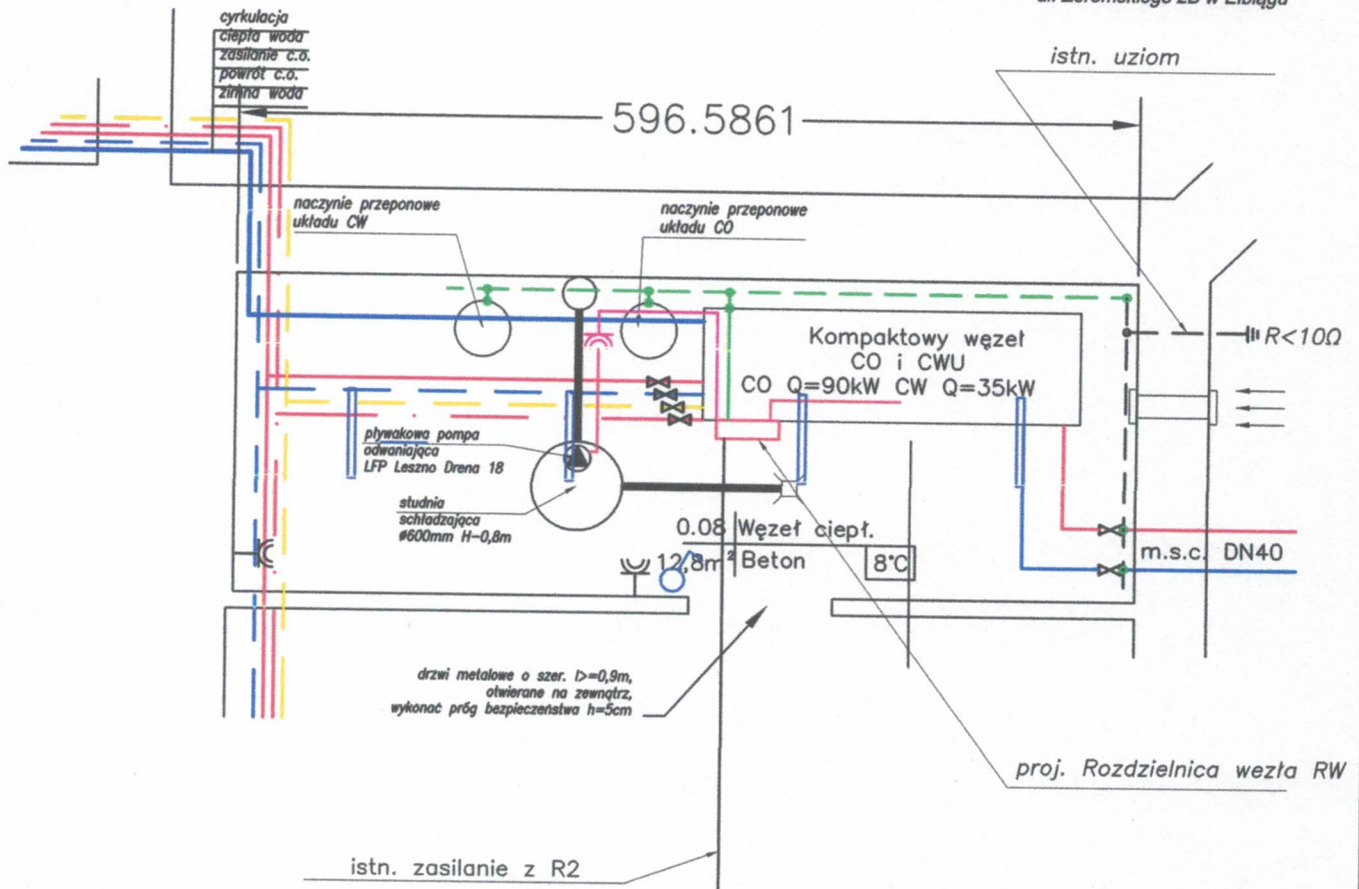 cyrkulacja
ciepła woda
zasilanie c.o.
powrót c.o.
zimna woda
istn. uziom
596.5861
naczynie przeponowe
układu CW
naczynie przeponowe
układu CO
Kompaktowy węzeł
CO i CWU
CO Q=90kW CW Q=35kW
R<10Ω
pływakowa pompa
odwaniająca
LFP Leszno Drena 18
studnia
schładzająca
ø600mm H-0,8m
0.08 Węzeł ciepł.
12,8m² Beton 8°C
m.s.c. DN40
drzwi metalowe o szer. l>=0,9m,
otwierane na zewnątrz,
wykonać próg bezpieczeństwa h=5cm
proj. Rozdzielnica wezła RW
istn. zasilanie z R2